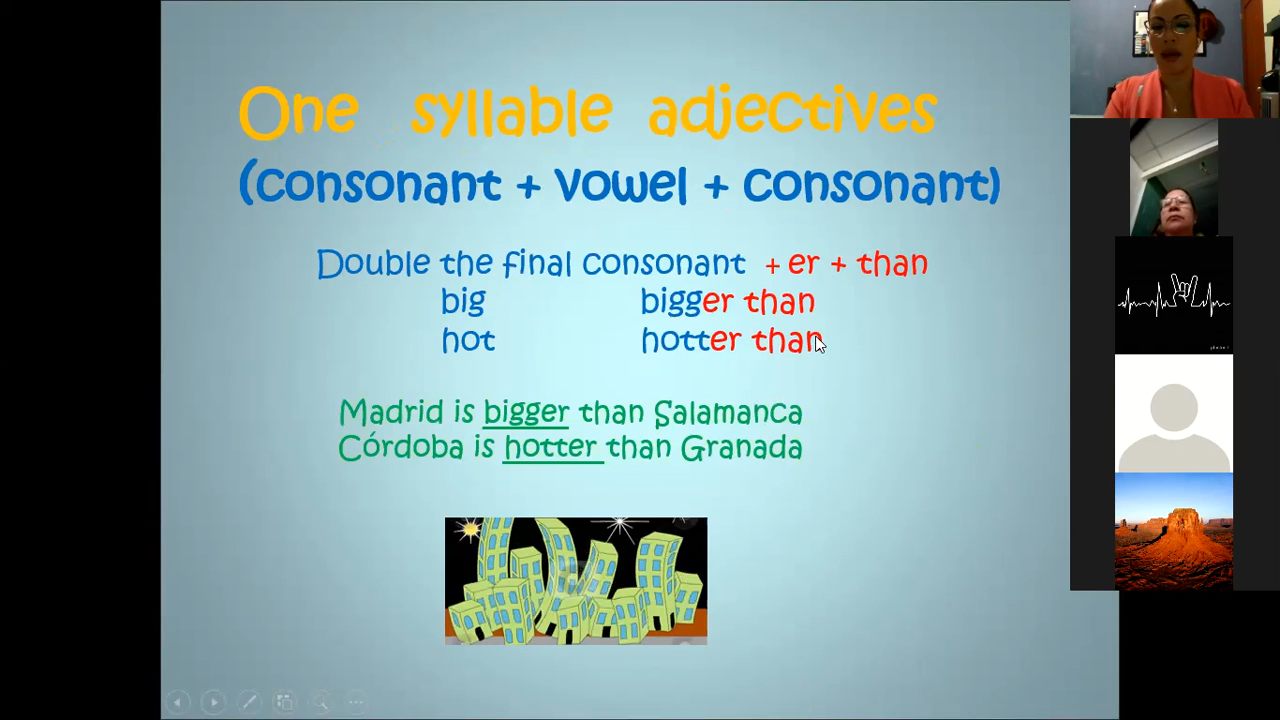 One syllable adjectives
(consonant + vowel + consonant)
Double the final consonant + er + than
big bigger than
hot hotter than
Madrid is bigger than Salamanca
Córdoba is hotter than Granada